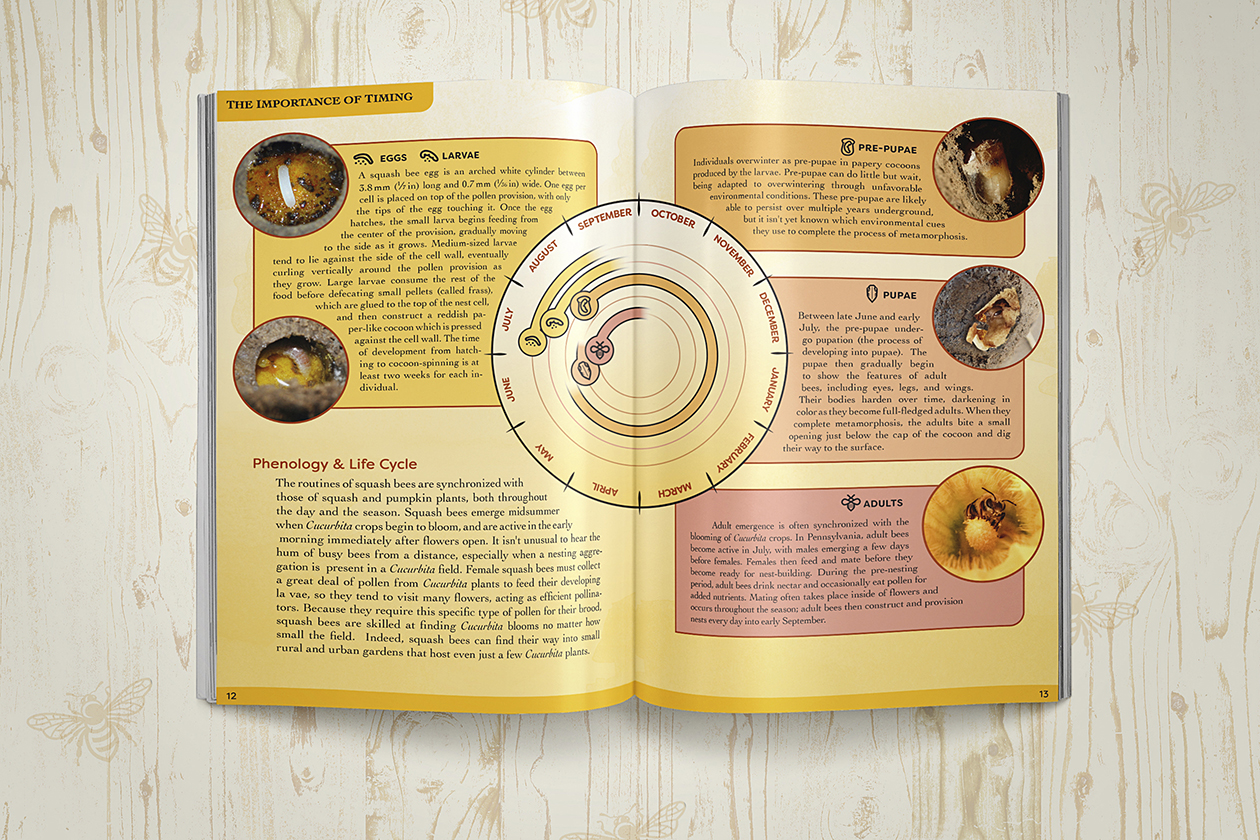 THE IMPORTANCE OF TIMING
EGGS LARVAE
A squash bee egg is an arched white cylinder between
3.8 mm (1/7 in) long and 0.7 mm (1/36 in) wide. One egg per
cell is placed on top of the pollen provision, with only
the tips of the egg touching it. Once the egg
hatches, the small larva begins feeding from
the center of the provision, gradually moving
to the side as it grows. Medium-sized larvae
tend to lie against the side of the cell wall, eventually
curling vertically around the pollen provision as
they grow. Large larvae consume the rest of the
food before defecating small pellets (called frass),
which are glued to the top of the nest cell,
and then construct a reddish pa-
per-like cocoon which is pressed
against the cell wall. The time
of development from hatch-
ing to cocoon-spinning is at
least two weeks for each in-
dividual.
Phenology & Life Cycle
The routines of squash bees are synchronized with
those of squash and pumpkin plants, both throughout
the day and the season. Squash bees emerge midsummer
when Cucurbita crops begin to bloom, and are active in the early
morning immediately after flowers open. It isn't unusual to hear the
hum of busy bees from a distance, especially when a nesting aggre-
gation is present in a Cucurbita field. Female squash bees must collect
a great deal of pollen from Cucurbita plants to feed their developing
la vae, so they tend to visit many flowers, acting as efficient pollina-
tors. Because they require this specific type of pollen for their brood,
squash bees are skilled at finding Cucurbita blooms no matter how
small the field. Indeed, squash bees can find their way into small
rural and urban gardens that host even just a few Cucurbita plants.
12
SEPTEMBER
OCTOBER
NOVEMBER
DECEMBER
JANUARY
FEBRUARY
MARCH
APRIL
MAY
JUNE
JULY
AUGUST
PRE-PUPAE
Individuals overwinter as pre-pupae in papery cocoons
produced by the larvae. Pre-pupae can do little but wait,
being adapted to overwintering through unfavorable
environmental conditions. These pre-pupae are likely
able to persist over multiple years underground,
but it isn't yet known which environmental cues
they use to complete the process of metamorphosis.
PUPAE
Between late June and early
July, the pre-pupae under-
go pupation (the process of
developing into pupae). The
pupae then gradually begin
to show the features of adult
bees, including eyes, legs, and wings.
Their bodies harden over time, darkening in
color as they become full-fledged adults. When they
complete metamorphosis, the adults bite a small
opening just below the cap of the cocoon and dig
their way to the surface.
ADULTS
Adult emergence is often synchronized with the
blooming of Cucurbita crops. In Pennsylvania, adult bees
become active in July, with males emerging a few days
before females. Females then feed and mate before they
become ready for nest-building. During the pre-nesting
period, adult bees drink nectar and occasionally eat pollen for
added nutrients. Mating often takes place inside of flowers and
occurs throughout the season; adult bees then construct and provision
nests every day into early September.
13